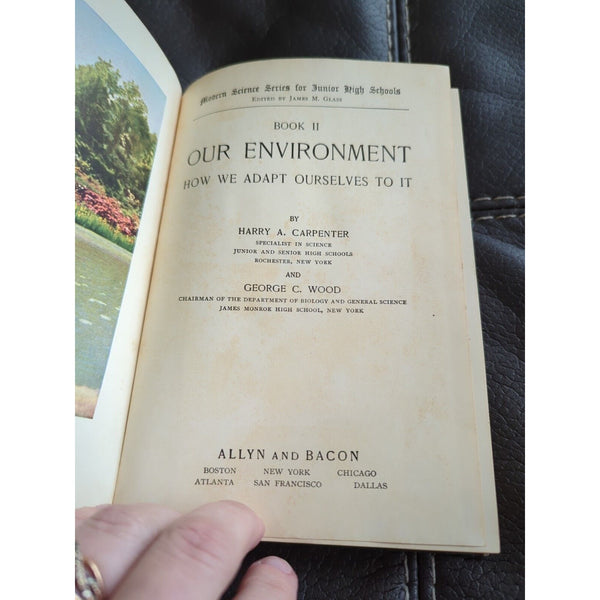 Modern Science Series for Junior High Schools
EDITED BY JAMES M. GLASS
BOOK II
OUR ENVIRONMENT
HOW WE ADAPT OURSELVES TO IT
BY
HARRY A. CARPENTER
SPECIALIST IN SCIENCE
JUNIOR AND SENIOR HIGH SCHOOLS
ROCHESTER, NEW YORK
AND
GEORGE C. WOOD
CHAIRMAN OF THE DEPARTMENT OF BIOLOGY AND GENERAL SCIENCE
JAMES MONROE HIGH SCHOOL, NEW YORK
ALLYN AND BACON
BOSTON NEW YORK CHICAGO
ATLANTA SAN FRANCISCO DALLAS